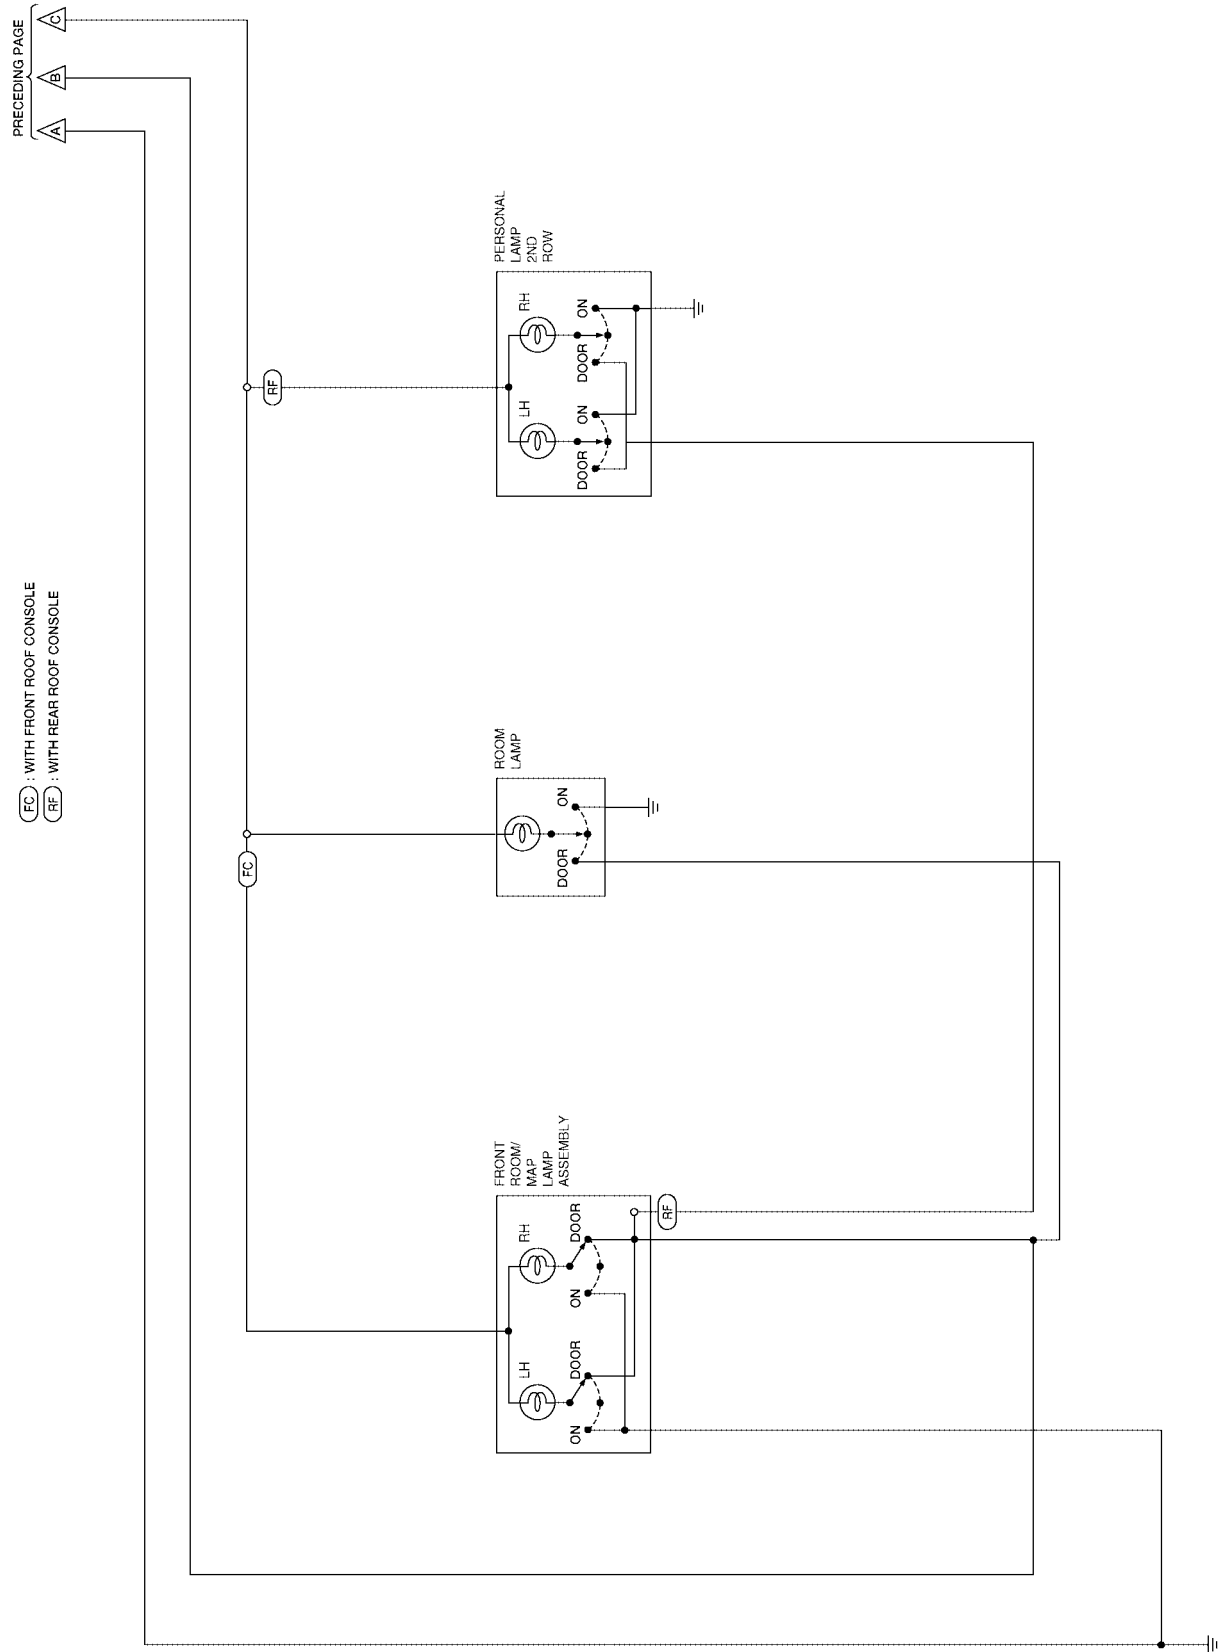 PRECEDING PAGE
A
B
C
FC : WITH FRONT ROOF CONSOLE
RF : WITH REAR ROOF CONSOLE
FC
RF
FRONT
ROOM/
MAP
LAMP
ASSEMBLY
LH
RH
ON
DOOR
ON
DOOR
RF
ROOM
LAMP
DOOR
ON
PERSONAL
LAMP
2ND
ROW
LH
RH
DOOR
ON
DOOR
ON